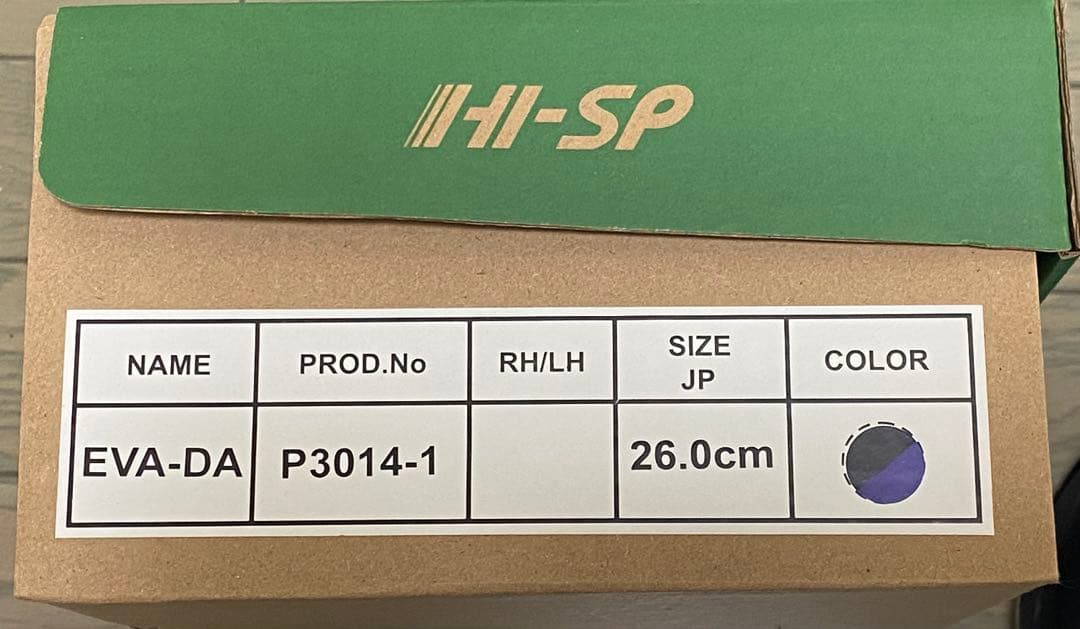 HI-SP
NAME PROD.No RH/LH SIZE JP COLOR
EVA-DA P3014-1 26.0cm